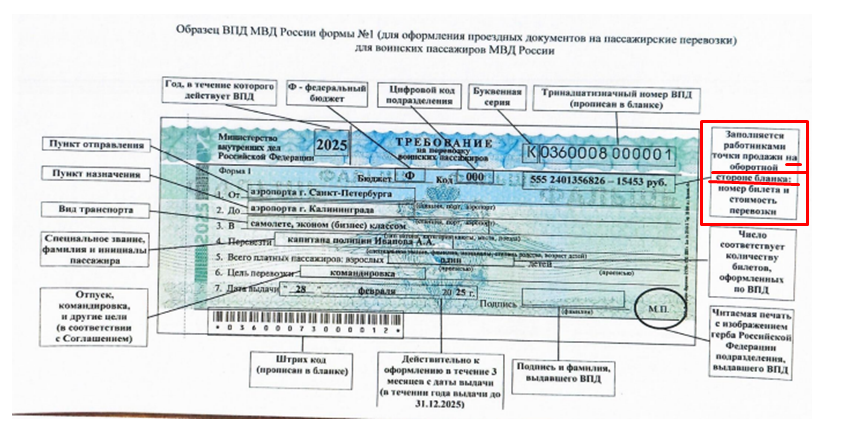 Образец ВПД МВД России формы №1 (для оформления проездных документов на пассажирские перевозки)
для воинских пассажиров МВД России
Год, в течение которого
действует ВПД
Ф - федеральный
бюджет
Цифровой код
подразделения
Буквенная
серия
Тринадцатизначный номер ВПД
(прописан в бланке)
Пункт отправления
Пункт назначения
Вид транспорта
Специальное звание,
фамилия и инициалы
пассажира
Отпуск,
командировка,
и другие цели
(в соответствии
с Соглашением)
Министерство
внутренних дел
Российской Федерации
2025
ТРЕБОВАНИЕ
на перевозку
воинских пассажиров
К 0360008 000001
Форма 1
Бюджет Ф Код 000
555 2401356826 – 15453 руб.
1. От аэропорта г. Санкт-Петербурга
2. До аэропорта г. Калининграда
3. В самолете, эконом (бизнес) классом
4. Перевезти капитана полиции Иванова А.А.
5. Всего платных пассажиров: взрослых один детей
(прописью) (прописью)
6. Цель перевозки командировка
7. Дата выдачи " 28 " февраля 20 25 г.
Подпись
(фамилия)
М.П.
*0360007300000 12*
Заполняется
работниками
точки продажи на
оборотной
стороне бланка:
номер билета и
стоимость
перевозки
Число
соответствует
количеству
билетов,
оформленных
по ВПД
Читаемая печать
с изображением
герба Российской
Федерации
подразделения,
выдавшего ВПД
Штрих код
(прописан в бланке)
Действительно к
оформлению в течение 3
месяцев с даты выдачи
(в течении года выдачи до
31.12.2025)
Подпись и фамилия,
выдавшего ВПД